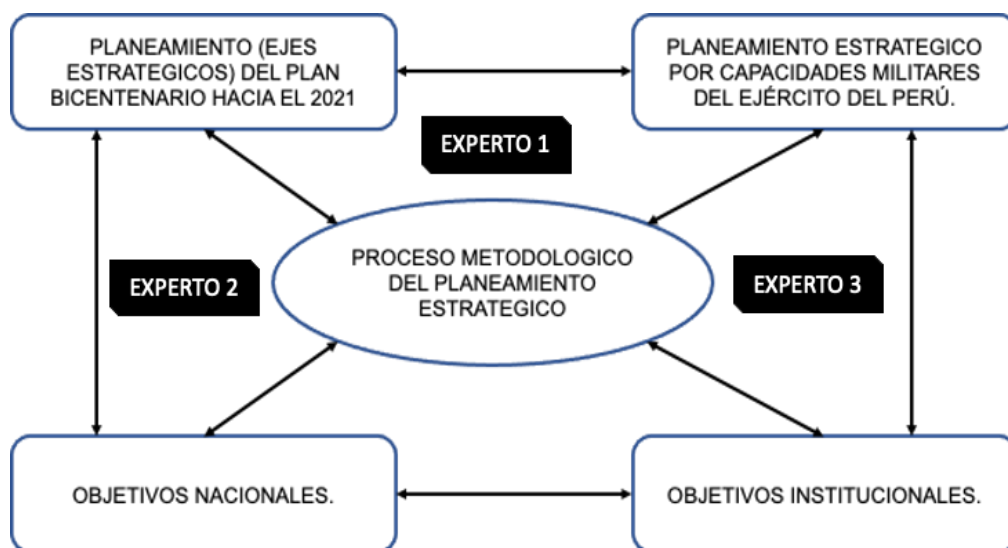 PLANEAMIENTO (EJES
ESTRATEGICOS) DEL PLAN
BICENTENARIO HACIA EL 2021
PLANEAMIENTO ESTRATEGICO
POR CAPACIDADES MILITARES
DEL EJÉRCITO DEL PERÚ.
EXPERTO 1
PROCESO METODOLOGICO
DEL PLANEAMIENTO
ESTRATEGICO
EXPERTO 2
EXPERTO 3
OBJETIVOS NACIONALES.
OBJETIVOS INSTITUCIONALES.